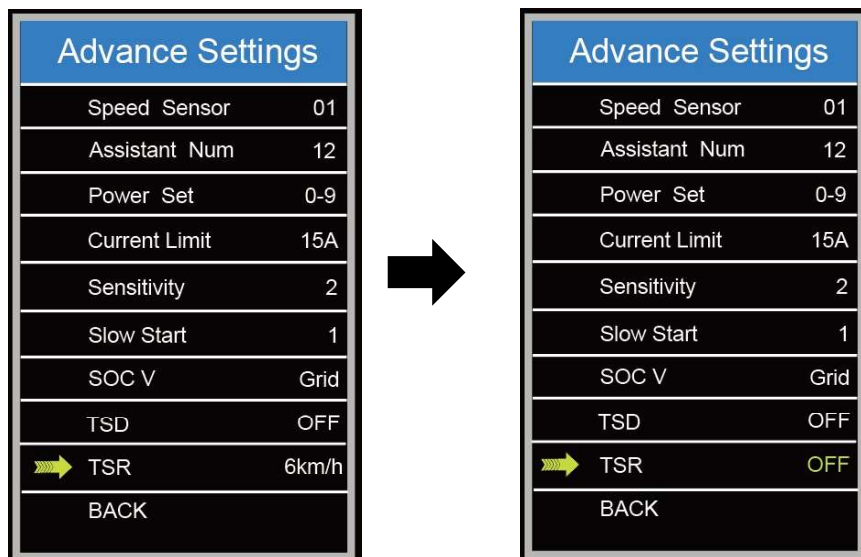 Advance Settings
Speed Sensor 01
Assistant Num 12
Power Set 0-9
Current Limit 15A
Sensitivity 2
Slow Start 1
SOC V Grid
TSD OFF
TSR 6km/h
BACK
Advance Settings
Speed Sensor 01
Assistant Num 12
Power Set 0-9
Current Limit 15A
Sensitivity 2
Slow Start 1
SOC V Grid
TSD OFF
TSR OFF
BACK